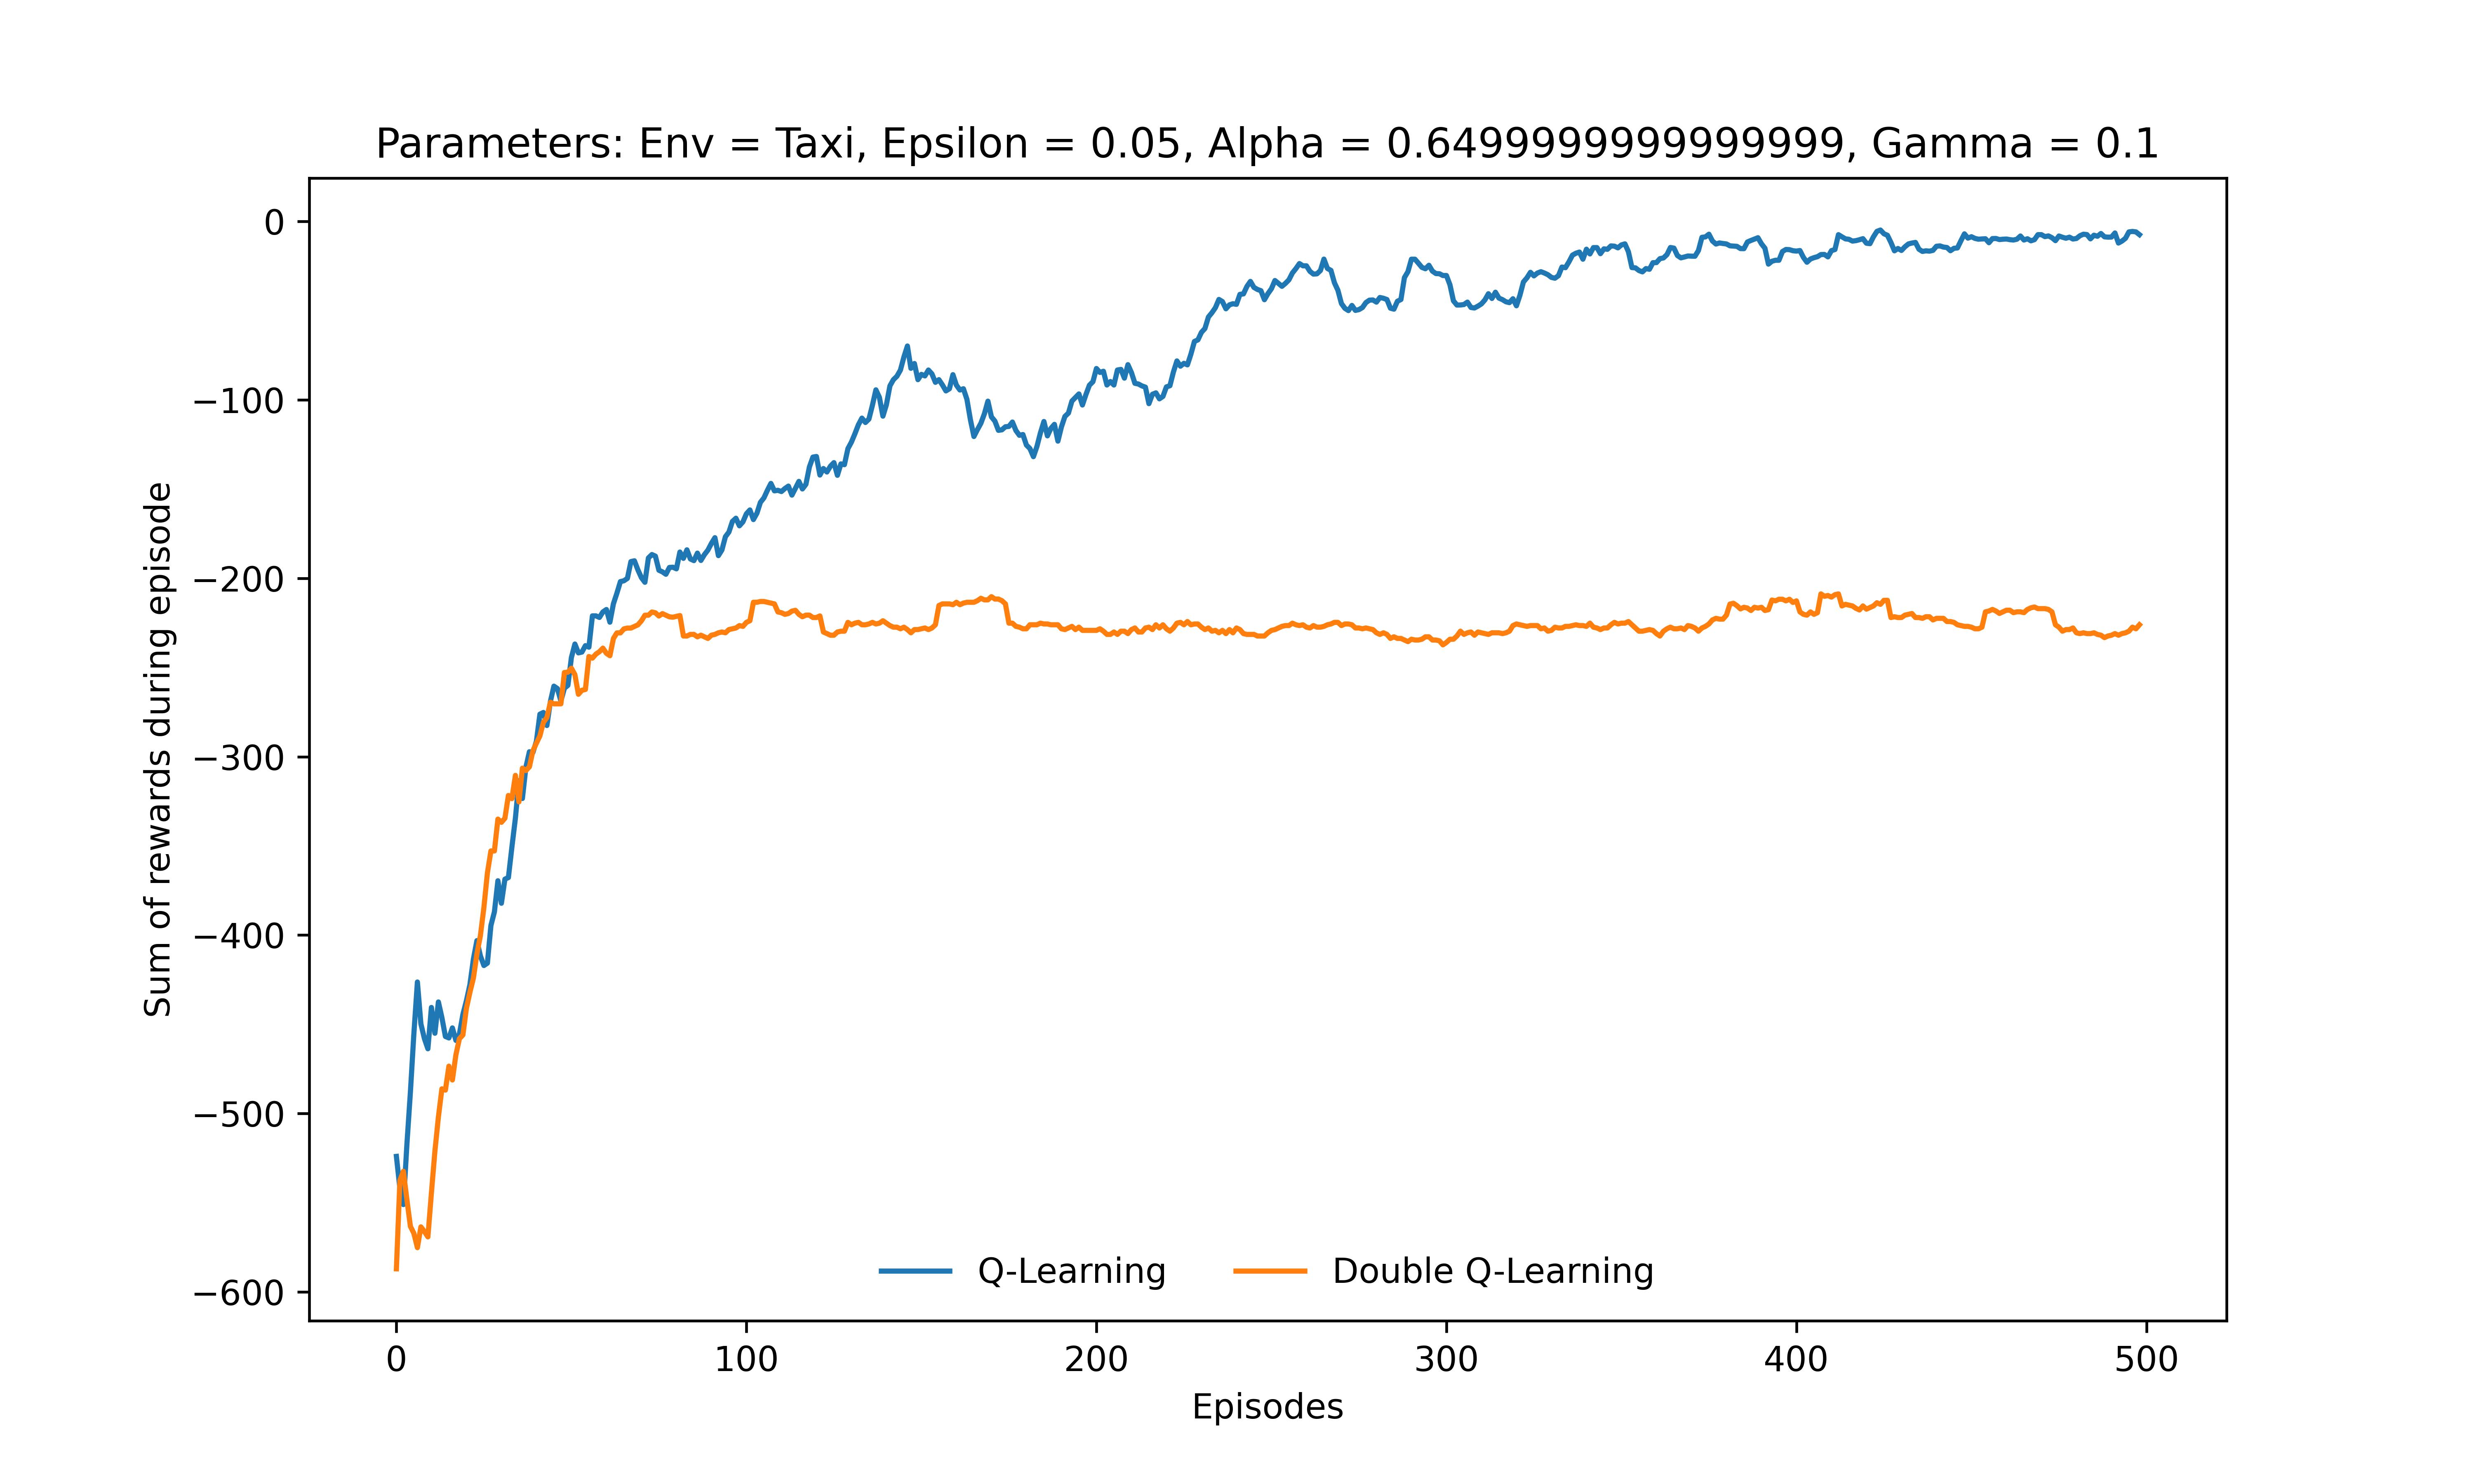 Parameters: Env = Taxi, Epsilon = 0.05, Alpha = 0.6499999999999999, Gamma = 0.1
Sum of rewards during episode
0
−100
−200
−300
−400
−500
−600
Q-Learning
Double Q-Learning
0
100
200
300
400
500
Episodes